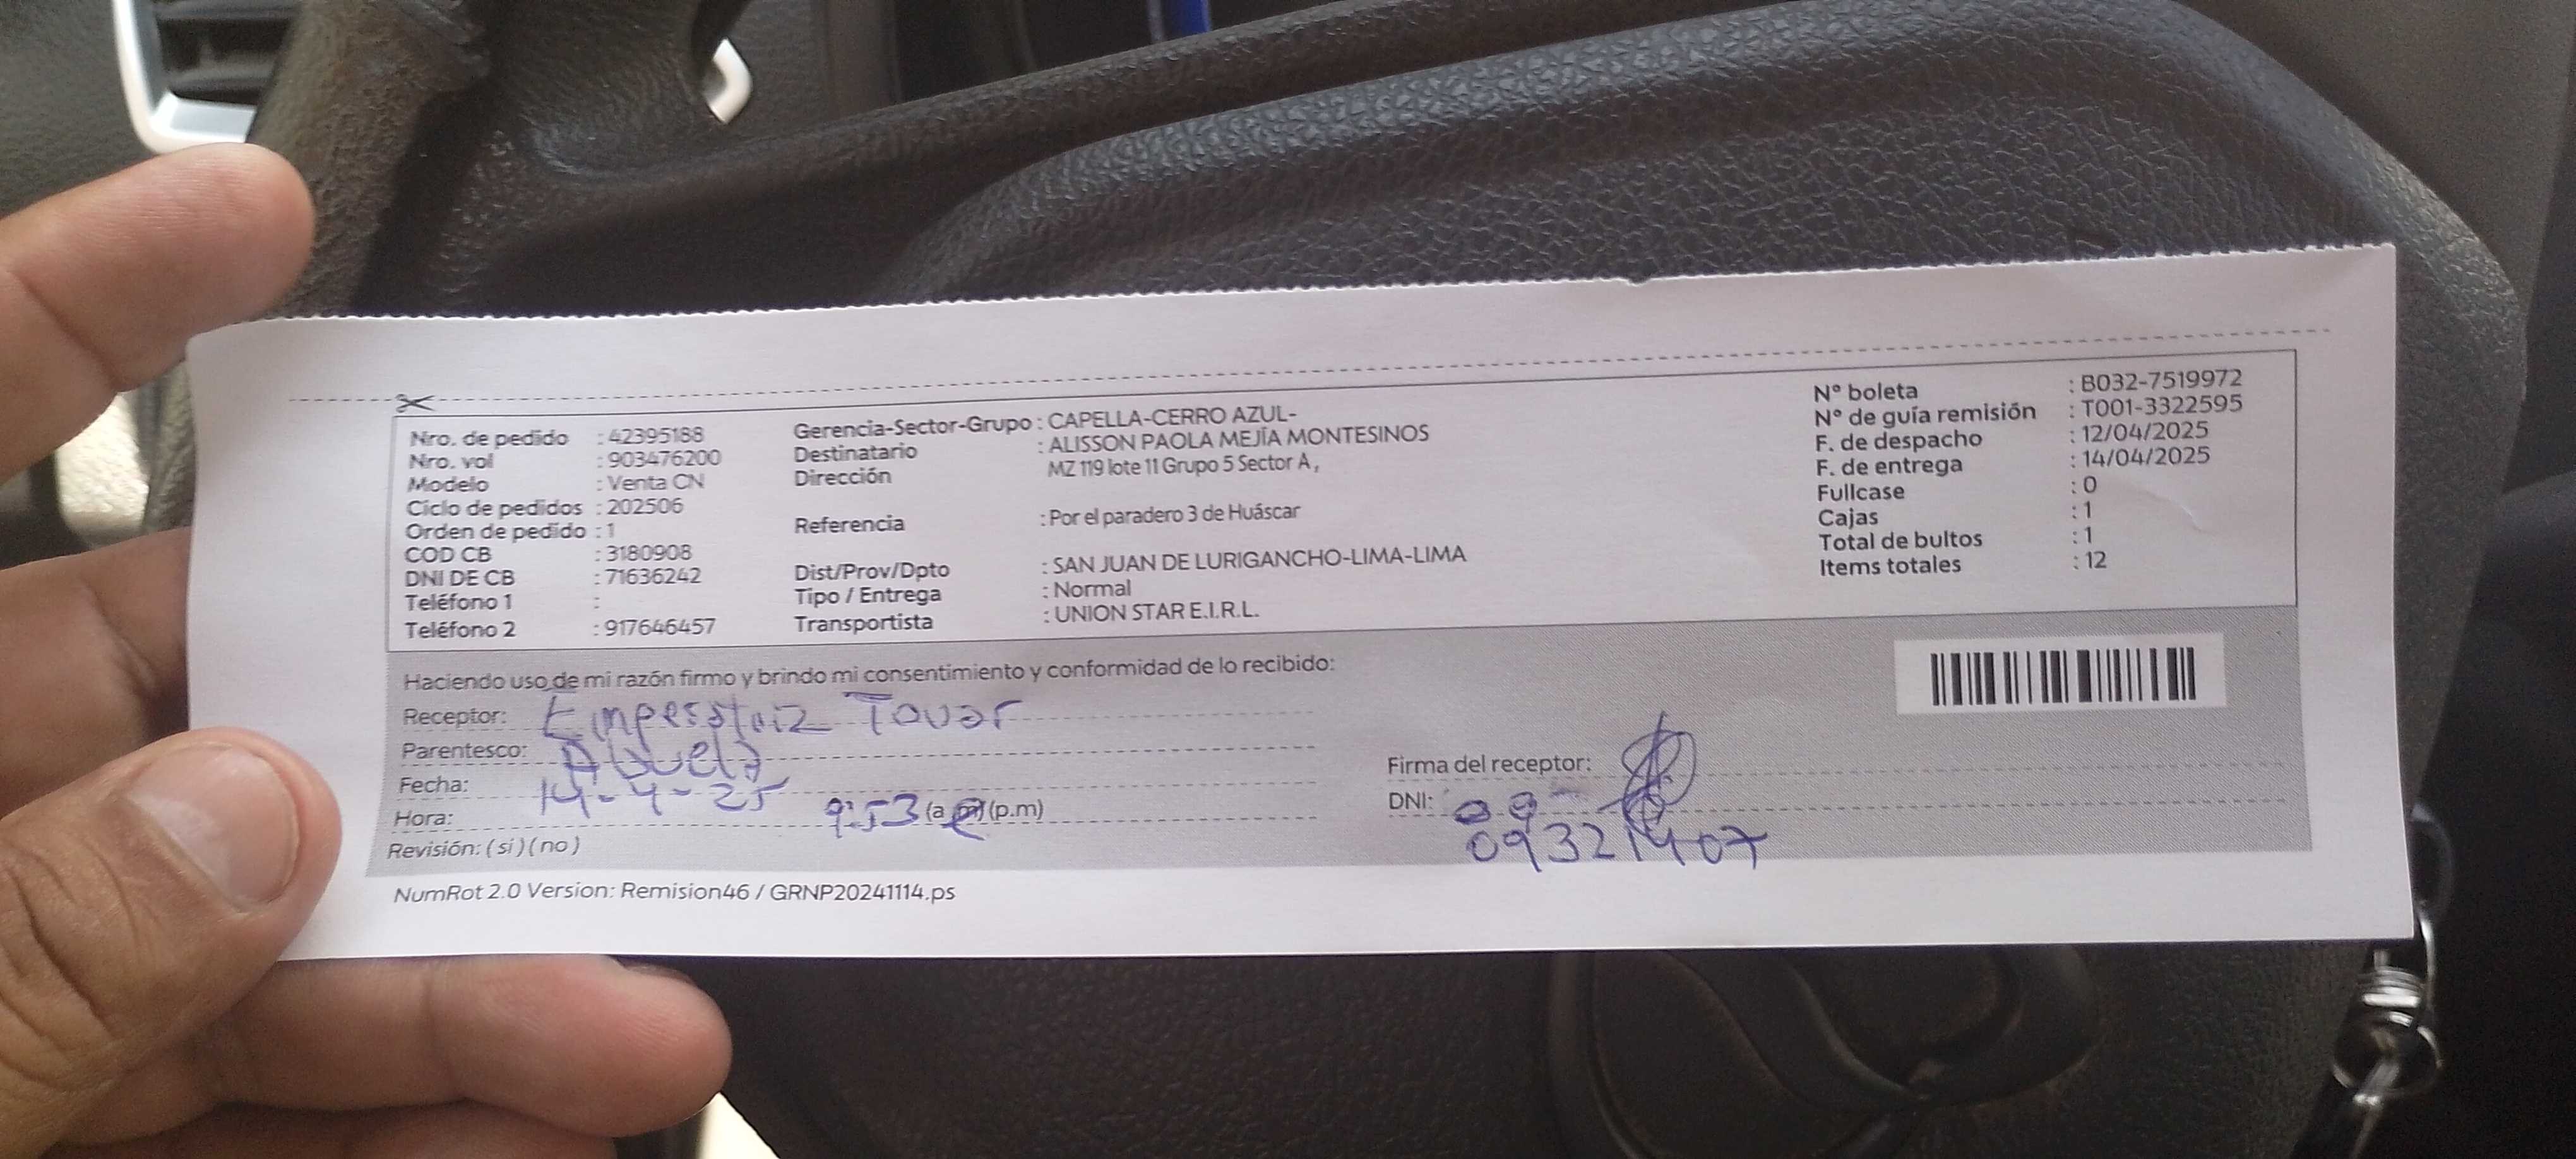 Nro. de pedido : 42395188
Nro. vol : 903476200
Modelo : Venta CN
Ciclo de pedidos : 202506
Orden de pedido : 1
COD CB : 3180908
DNI DE CB : 71636242
Teléfono 1 :
Teléfono 2 : 917646457
Gerencia-Sector-Grupo : CAPELLA-CERRO AZUL-
Destinatario : ALISSON PAOLA MEJÍA MONTESINOS
Dirección MZ 119 lote 11 Grupo 5 Sector A ,
Referencia : Por el paradero 3 de Huáscar
Dist/Prov/Dpto : SAN JUAN DE LURIGANCHO-LIMA-LIMA
Tipo / Entrega : Normal
Transportista : UNION STAR E.I.R.L.
N° boleta : B032-7519972
N° de guía remisión : T001-3322595
F. de despacho : 12/04/2025
F. de entrega : 14/04/2025
Fullcase : 0
Cajas : 1
Total de bultos : 1
Items totales : 12
Haciendo uso de mi razón firmo y brindo mi consentimiento y conformidad de lo recibido:
Receptor: Tovar
Parentesco: Abuela
Fecha: 14-4-25
Hora: 9:53 (a m) (p.m)
Revisión: ( si ) ( no )
Firma del receptor:
DNI: 09
09321407
NumRot 2.0 Version: Remision46 / GRNP20241114.ps